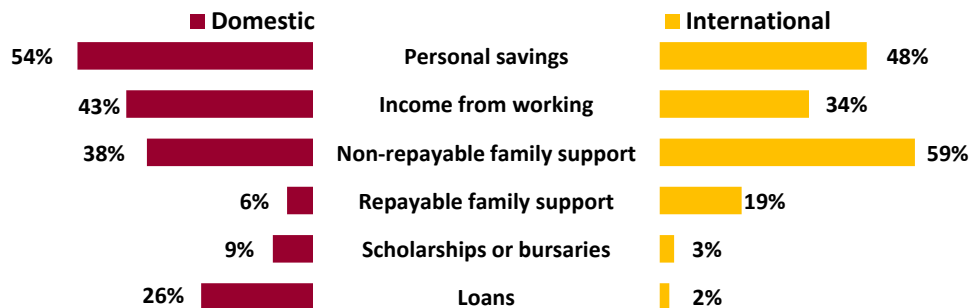 Domestic International
54% Personal savings 48%
43% Income from working 34%
38% Non-repayable family support 59%
6% Repayable family support 19%
9% Scholarships or bursaries 3%
26% Loans 2%